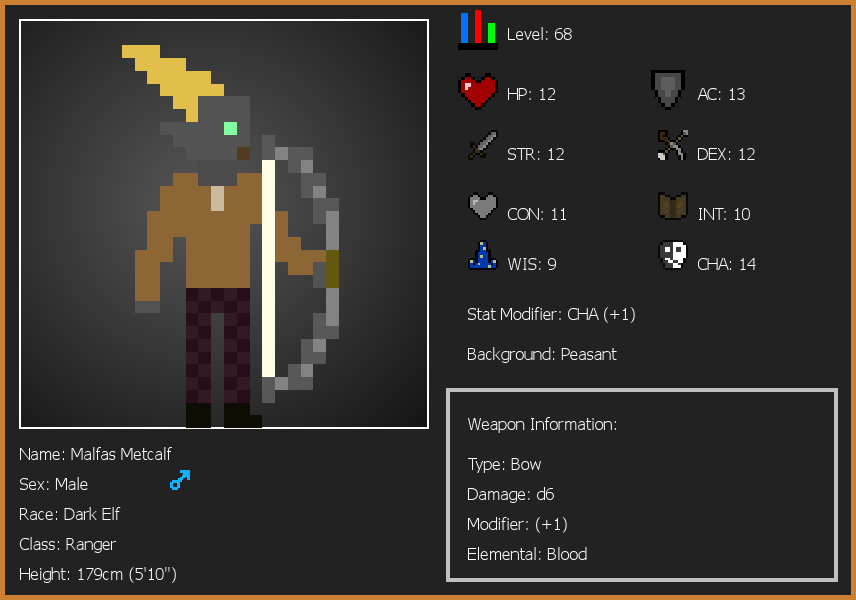 Level: 68
HP: 12
AC: 13
STR: 12
DEX: 12
CON: 11
INT: 10
WIS: 9
CHA: 14
Stat Modifier: CHA (+1)
Background: Peasant
Weapon Information:
Type: Bow
Damage: d6
Modifier: (+1)
Elemental: Blood
Name: Malfas Metcalf
Sex: Male
Race: Dark Elf
Class: Ranger
Height: 179cm (5'10")